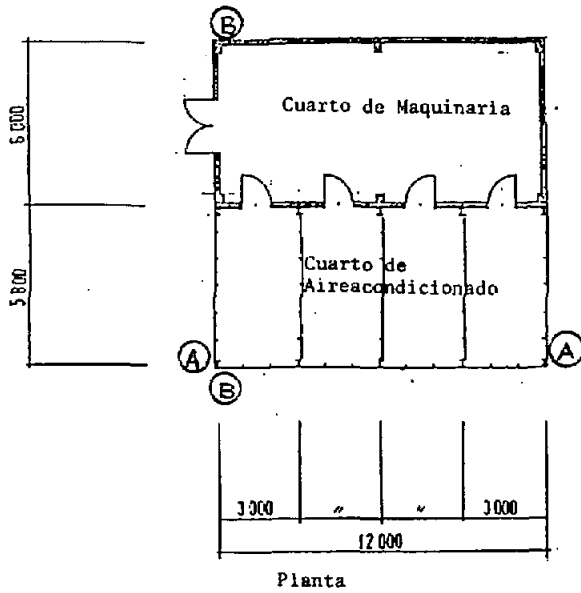 B
Cuarto de Maquinaria
6000
Cuarto de
Aireacondicionado
5800
A
A
B
3000 〃 〃 3000
12000
Planta